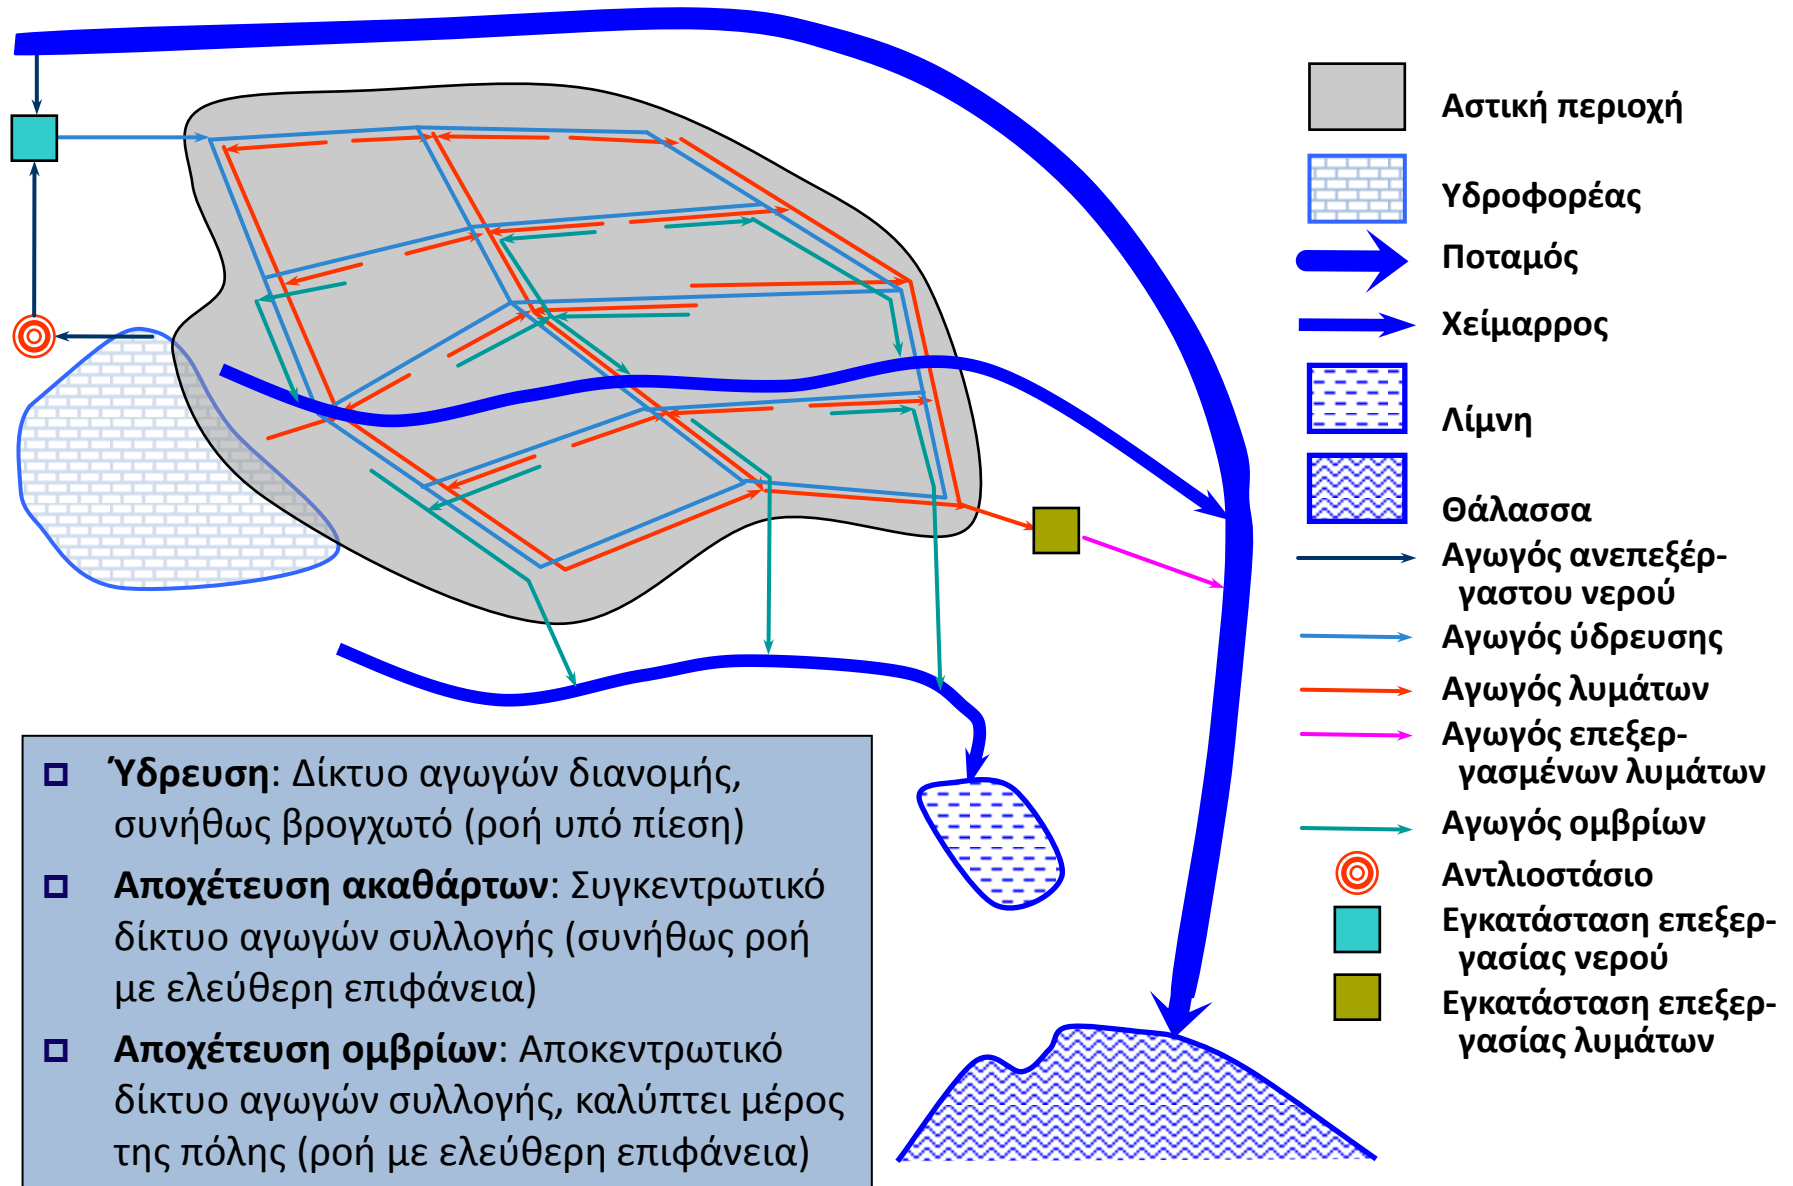 Αστική περιοχή
Υδροφορέας
Ποταμός
Χείμαρρος
Λίμνη
Θάλασσα
Αγωγός ανεπεξέρ-
γαστου νερού
Αγωγός ύδρευσης
Αγωγός λυμάτων
Αγωγός επεξερ-
γασμένων λυμάτων
Αγωγός ομβρίων
Αντλιοστάσιο
Εγκατάσταση επεξερ-
γασίας νερού
Εγκατάσταση επεξερ-
γασίας λυμάτων
Ύδρευση: Δίκτυο αγωγών διανομής,
συνήθως βρογχωτό (ροή υπό πίεση)
Αποχέτευση ακαθάρτων: Συγκεντρωτικό
δίκτυο αγωγών συλλογής (συνήθως ροή
με ελεύθερη επιφάνεια)
Αποχέτευση ομβρίων: Αποκεντρωτικό
δίκτυο αγωγών συλλογής, καλύπτει μέρος
της πόλης (ροή με ελεύθερη επιφάνεια)